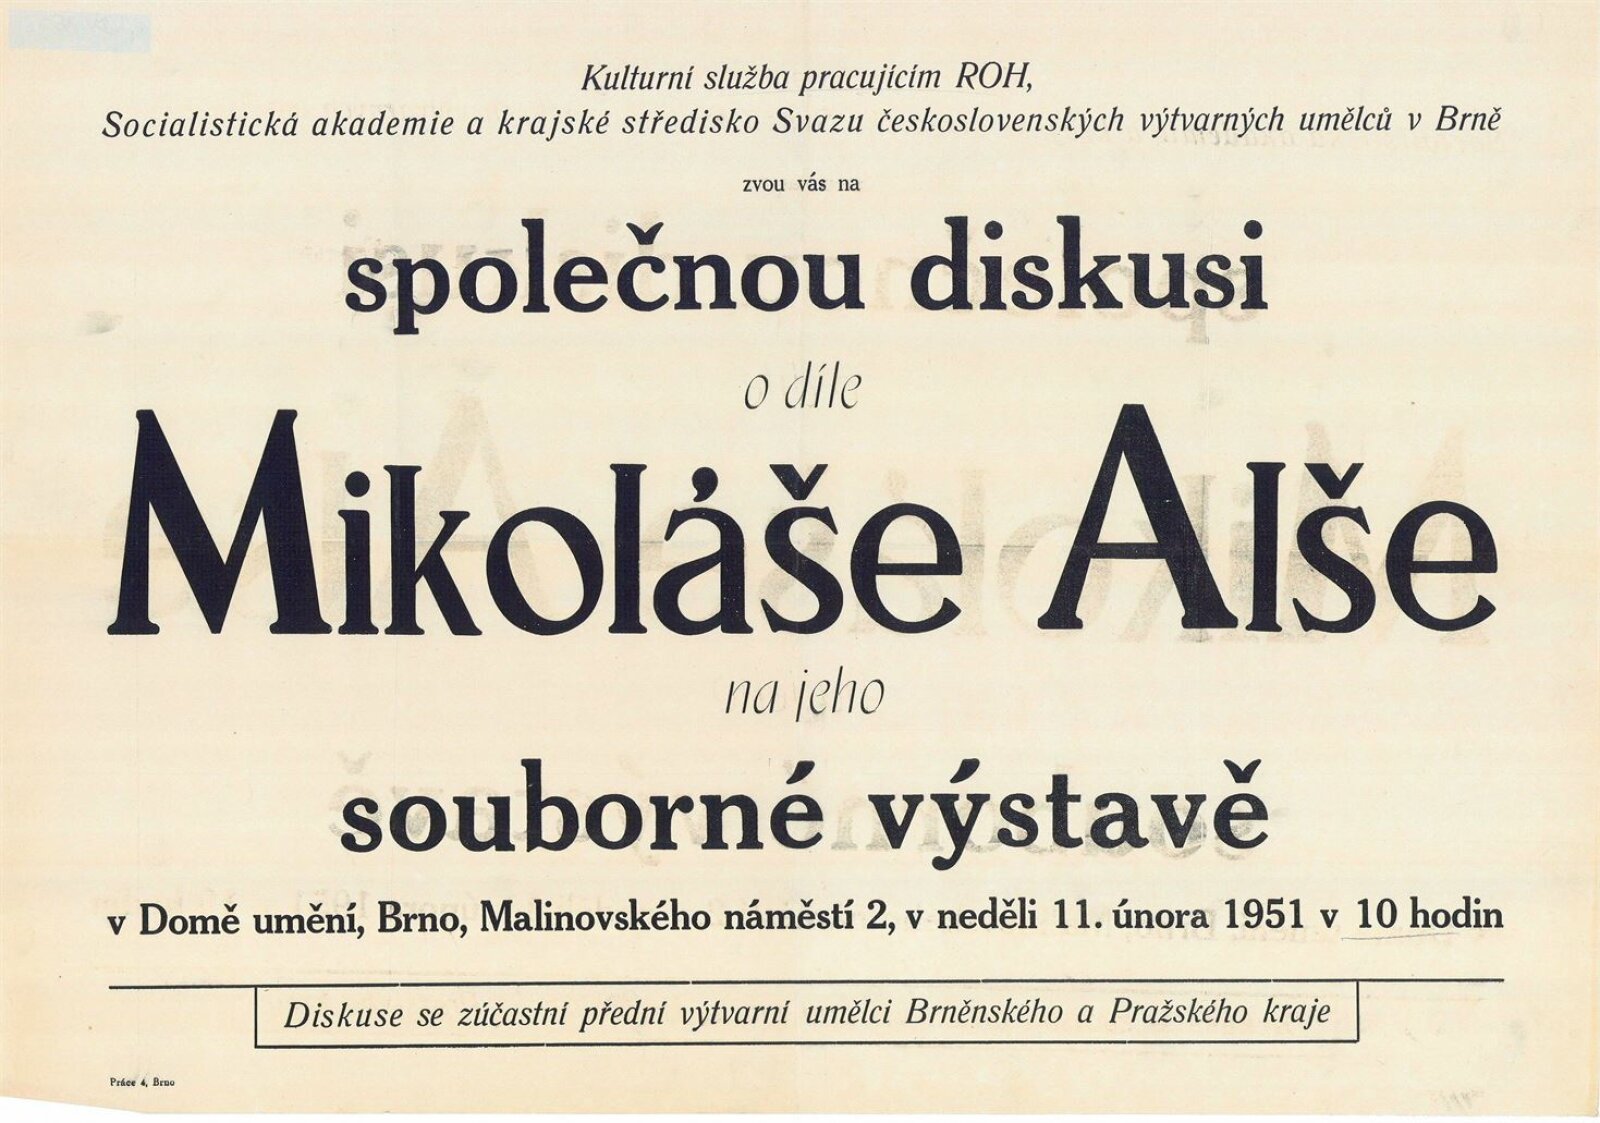 Kulturní služba pracujícím ROH,
Socialistická akademie a krajské středisko Svazu československých výtvarných umělců v Brně
zvou vás na
společnou diskusi
o díle
Mikoláše Alše
na jeho
souborné výstavě
v Domě umění, Brno, Malinovského náměstí 2, v neděli 11. února 1951 v 10 hodin
Diskuse se zúčastní přední výtvarní umělci Brněnského a Pražského kraje
Práce 4, Brno